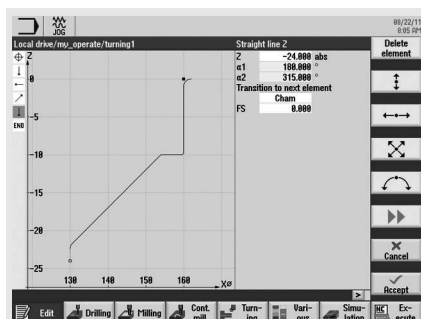 JOG
08/22/11
8:05 AM
Local drive/my_operate/turning1
Z
0
-5
-10
-15
-20
-25
130 140 150 160 XØ
END
Straight line Z
Z -24.000 abs
α1 180.000 °
α2 315.000 °
Transition to next element
Cham
FS 0.000
Delete element
Cancel
Accept
Edit
Drilling
Milling
Cont. mill.
Turn- ing
Vari- ous
Simu- lation
NC Ex- ecute